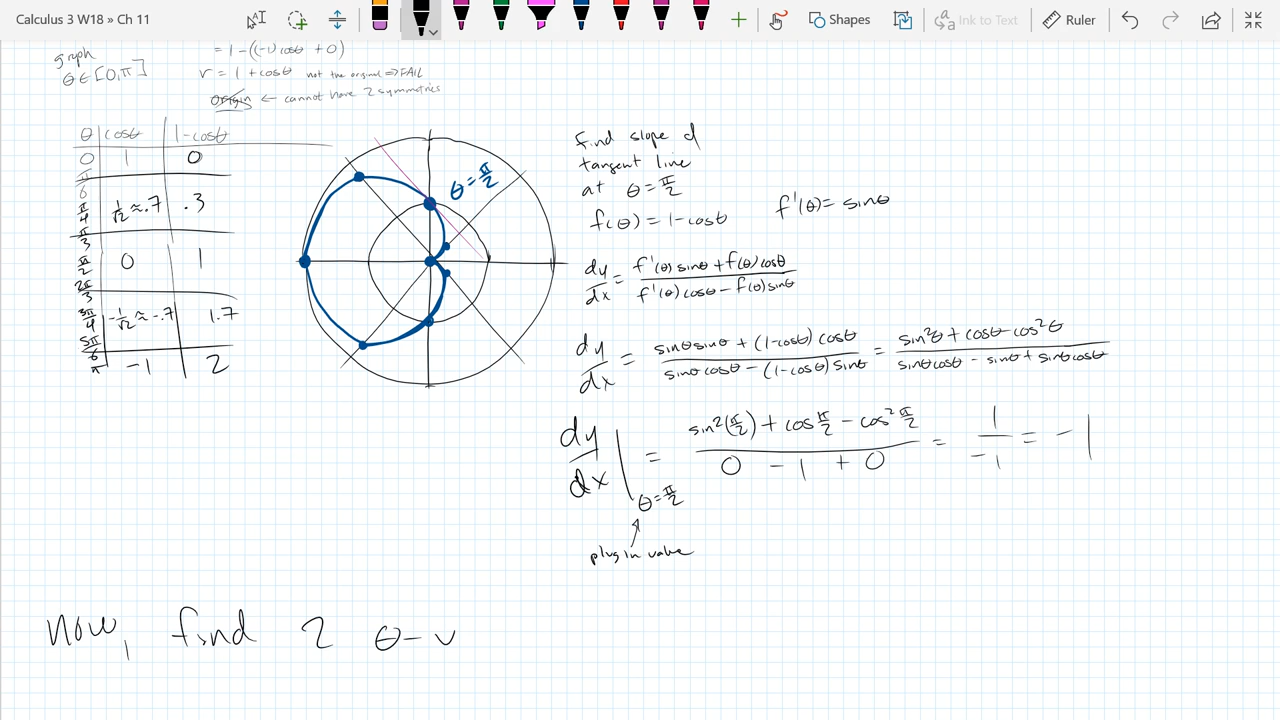 Calculus 3 W18 » Ch 11
Shapes
Link to Text
Ruler
graph
θ∈[0,π]
= 1-((-1)cosθ + 0)
r = 1 + cosθ not the original ⇒ FAIL
Origin ← cannot have 2 symmetries
θ cosθ 1-cosθ
0 1 0
π/6
π/4 1/√2 ≈ .7 .3
π/3
π/2 0 1
2π/3
3π/4 -1/√2 ≈ -.7 1.7
5π/6
π -1 2
θ = π/2
find slope of
tangent line
at θ = π/2
f(θ) = 1-cosθ f'(θ) = sinθ
dy/dx = (f'(θ) sinθ + f(θ) cosθ)/(f'(θ) cosθ - f(θ) sinθ)
dy/dx = (sinθ sinθ + (1-cosθ) cosθ)/(sinθ cosθ - (1-cosθ) sinθ) = (sin²θ + cosθ - cos²θ)/(sinθcosθ - sinθ + sinθcosθ)
dy/dx |θ=π/2 = (sin²(π/2) + cos π/2 - cos² π/2)/(0 - 1 + 0) = 1/-1 = -1
plug in value
Now, find 2 θ-v